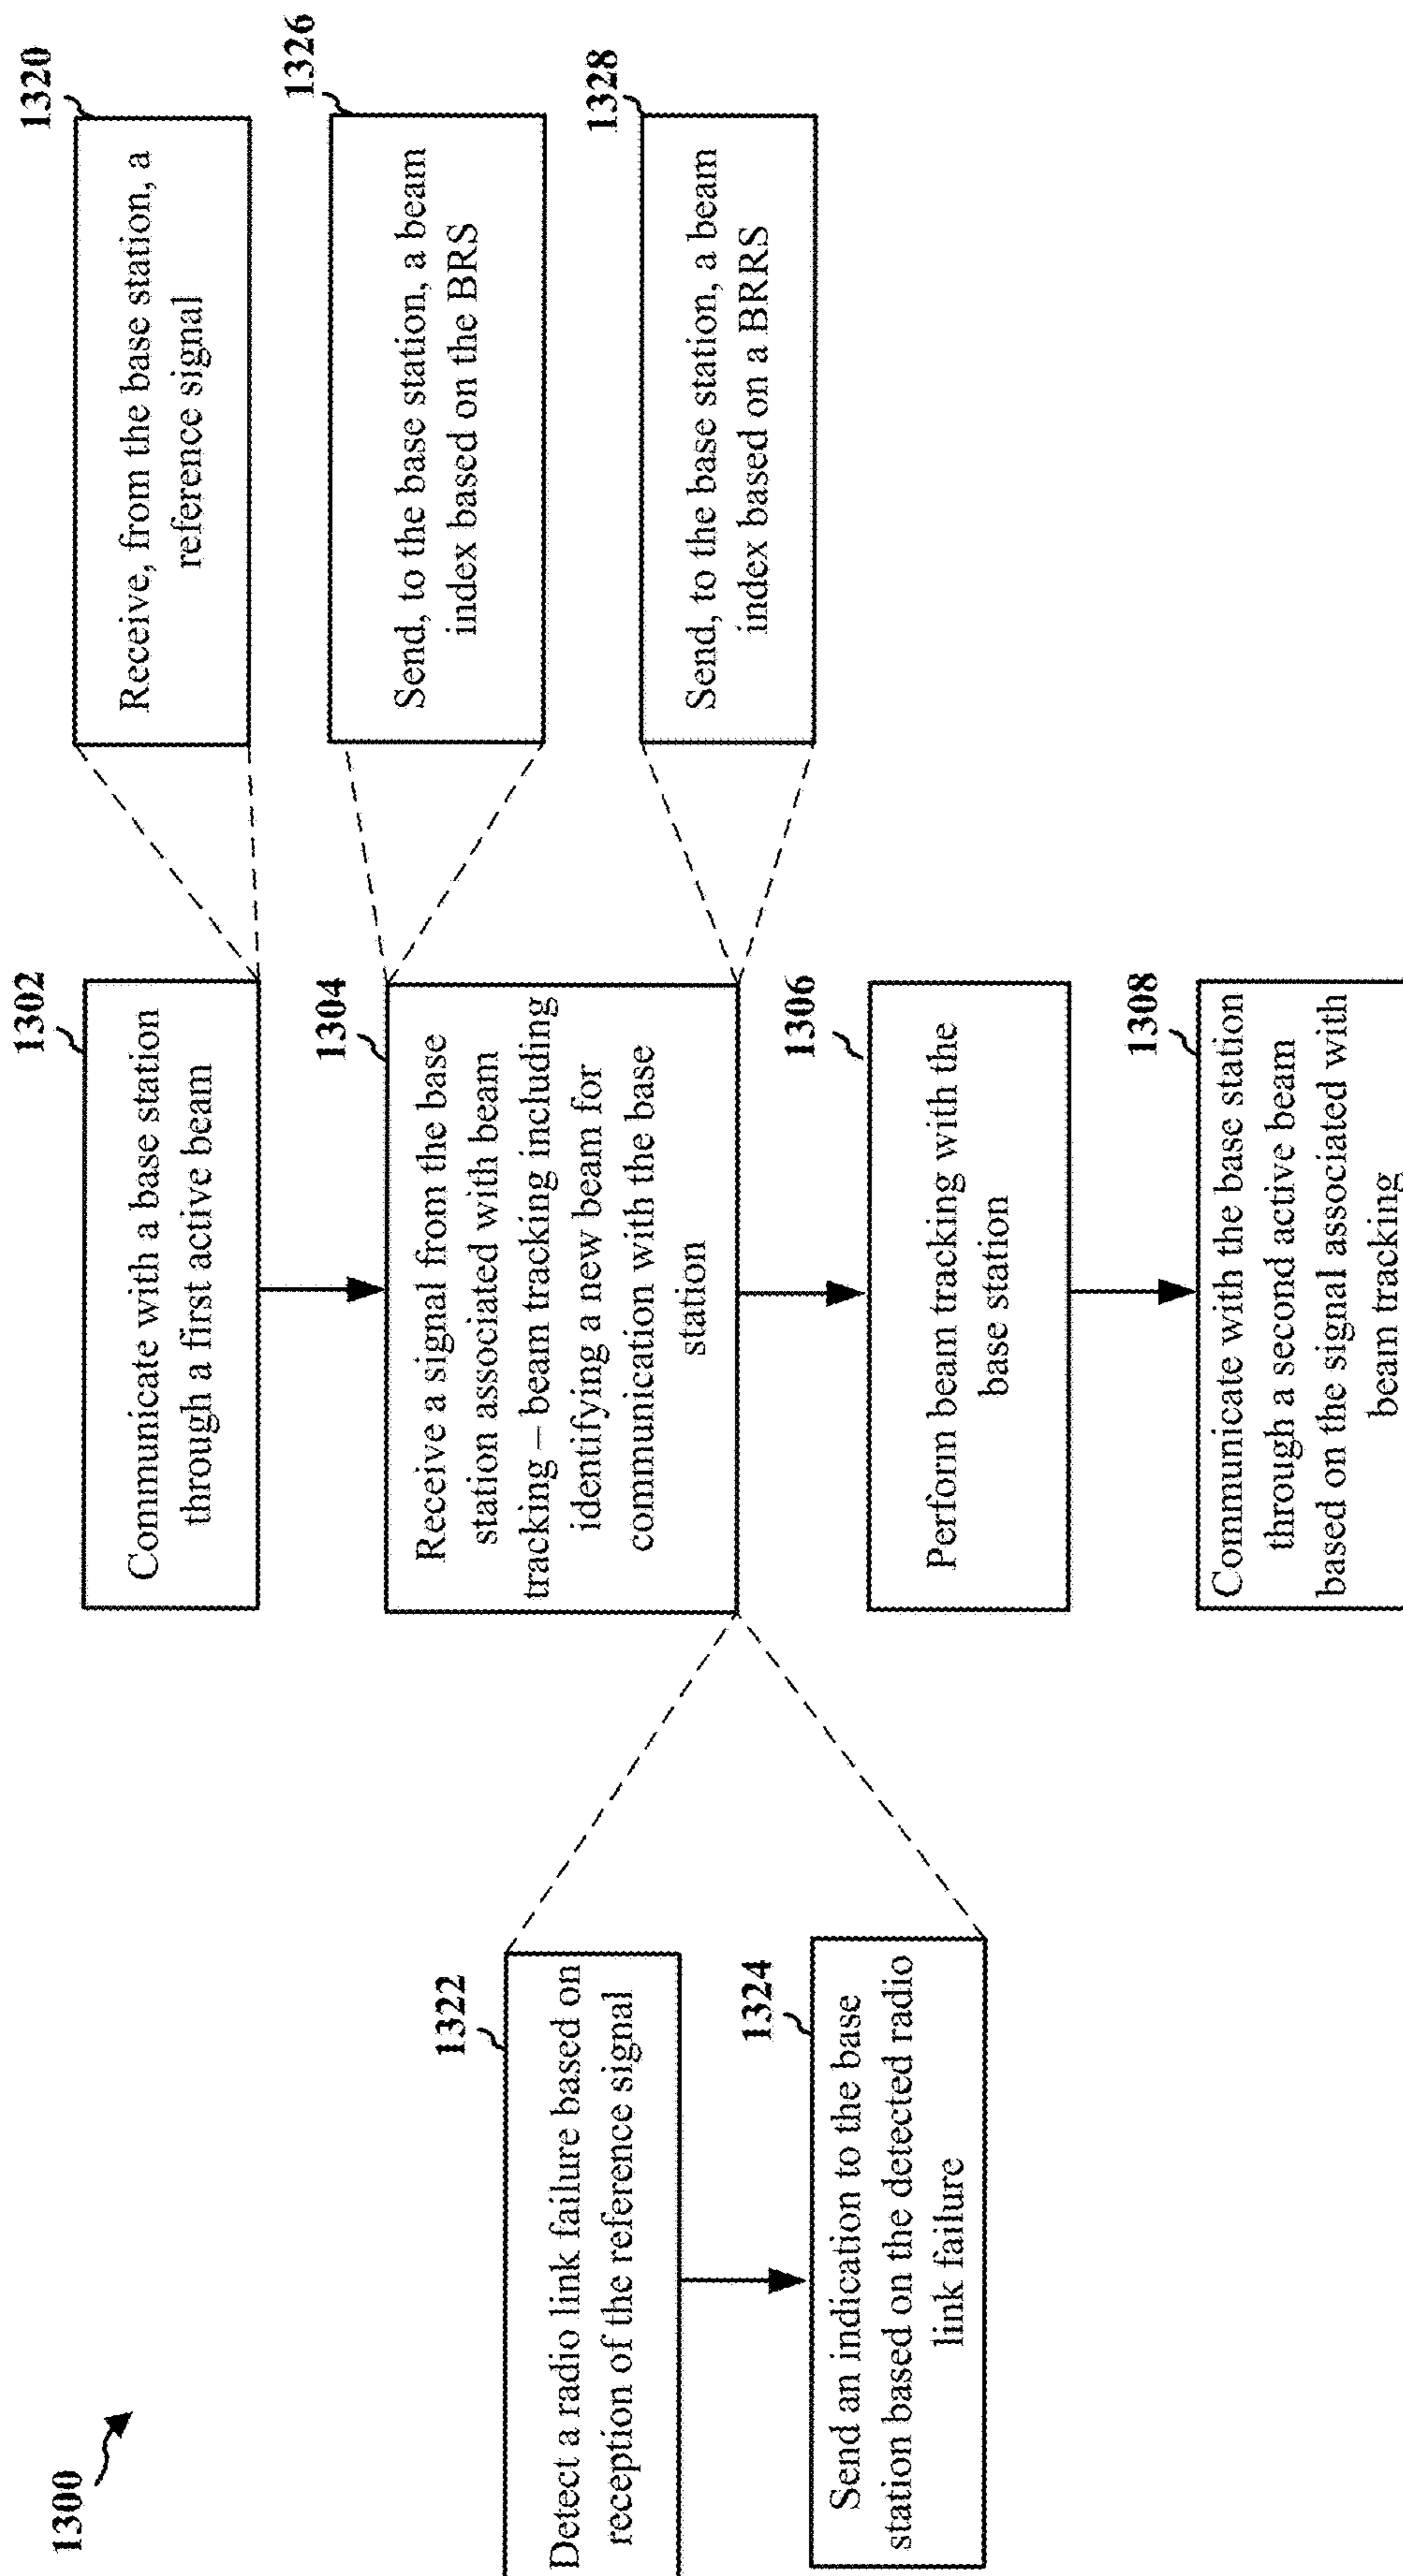 1300
1302
Communicate with a base station
through a first active beam
1320
Receive, from the base station, a
reference signal
1304
Receive a signal from the base
station associated with beam
tracking – beam tracking including
identifying a new beam for
communication with the base
station
1326
Send, to the base station, a beam
index based on the BRS
1328
Send, to the base station, a beam
index based on a BRRS
1322
Detect a radio link failure based on
reception of the reference signal
1324
Send an indication to the base
station based on the detected radio
link failure
1306
Perform beam tracking with the
base station
1308
Communicate with the base station
through a second active beam
based on the signal associated with
beam tracking